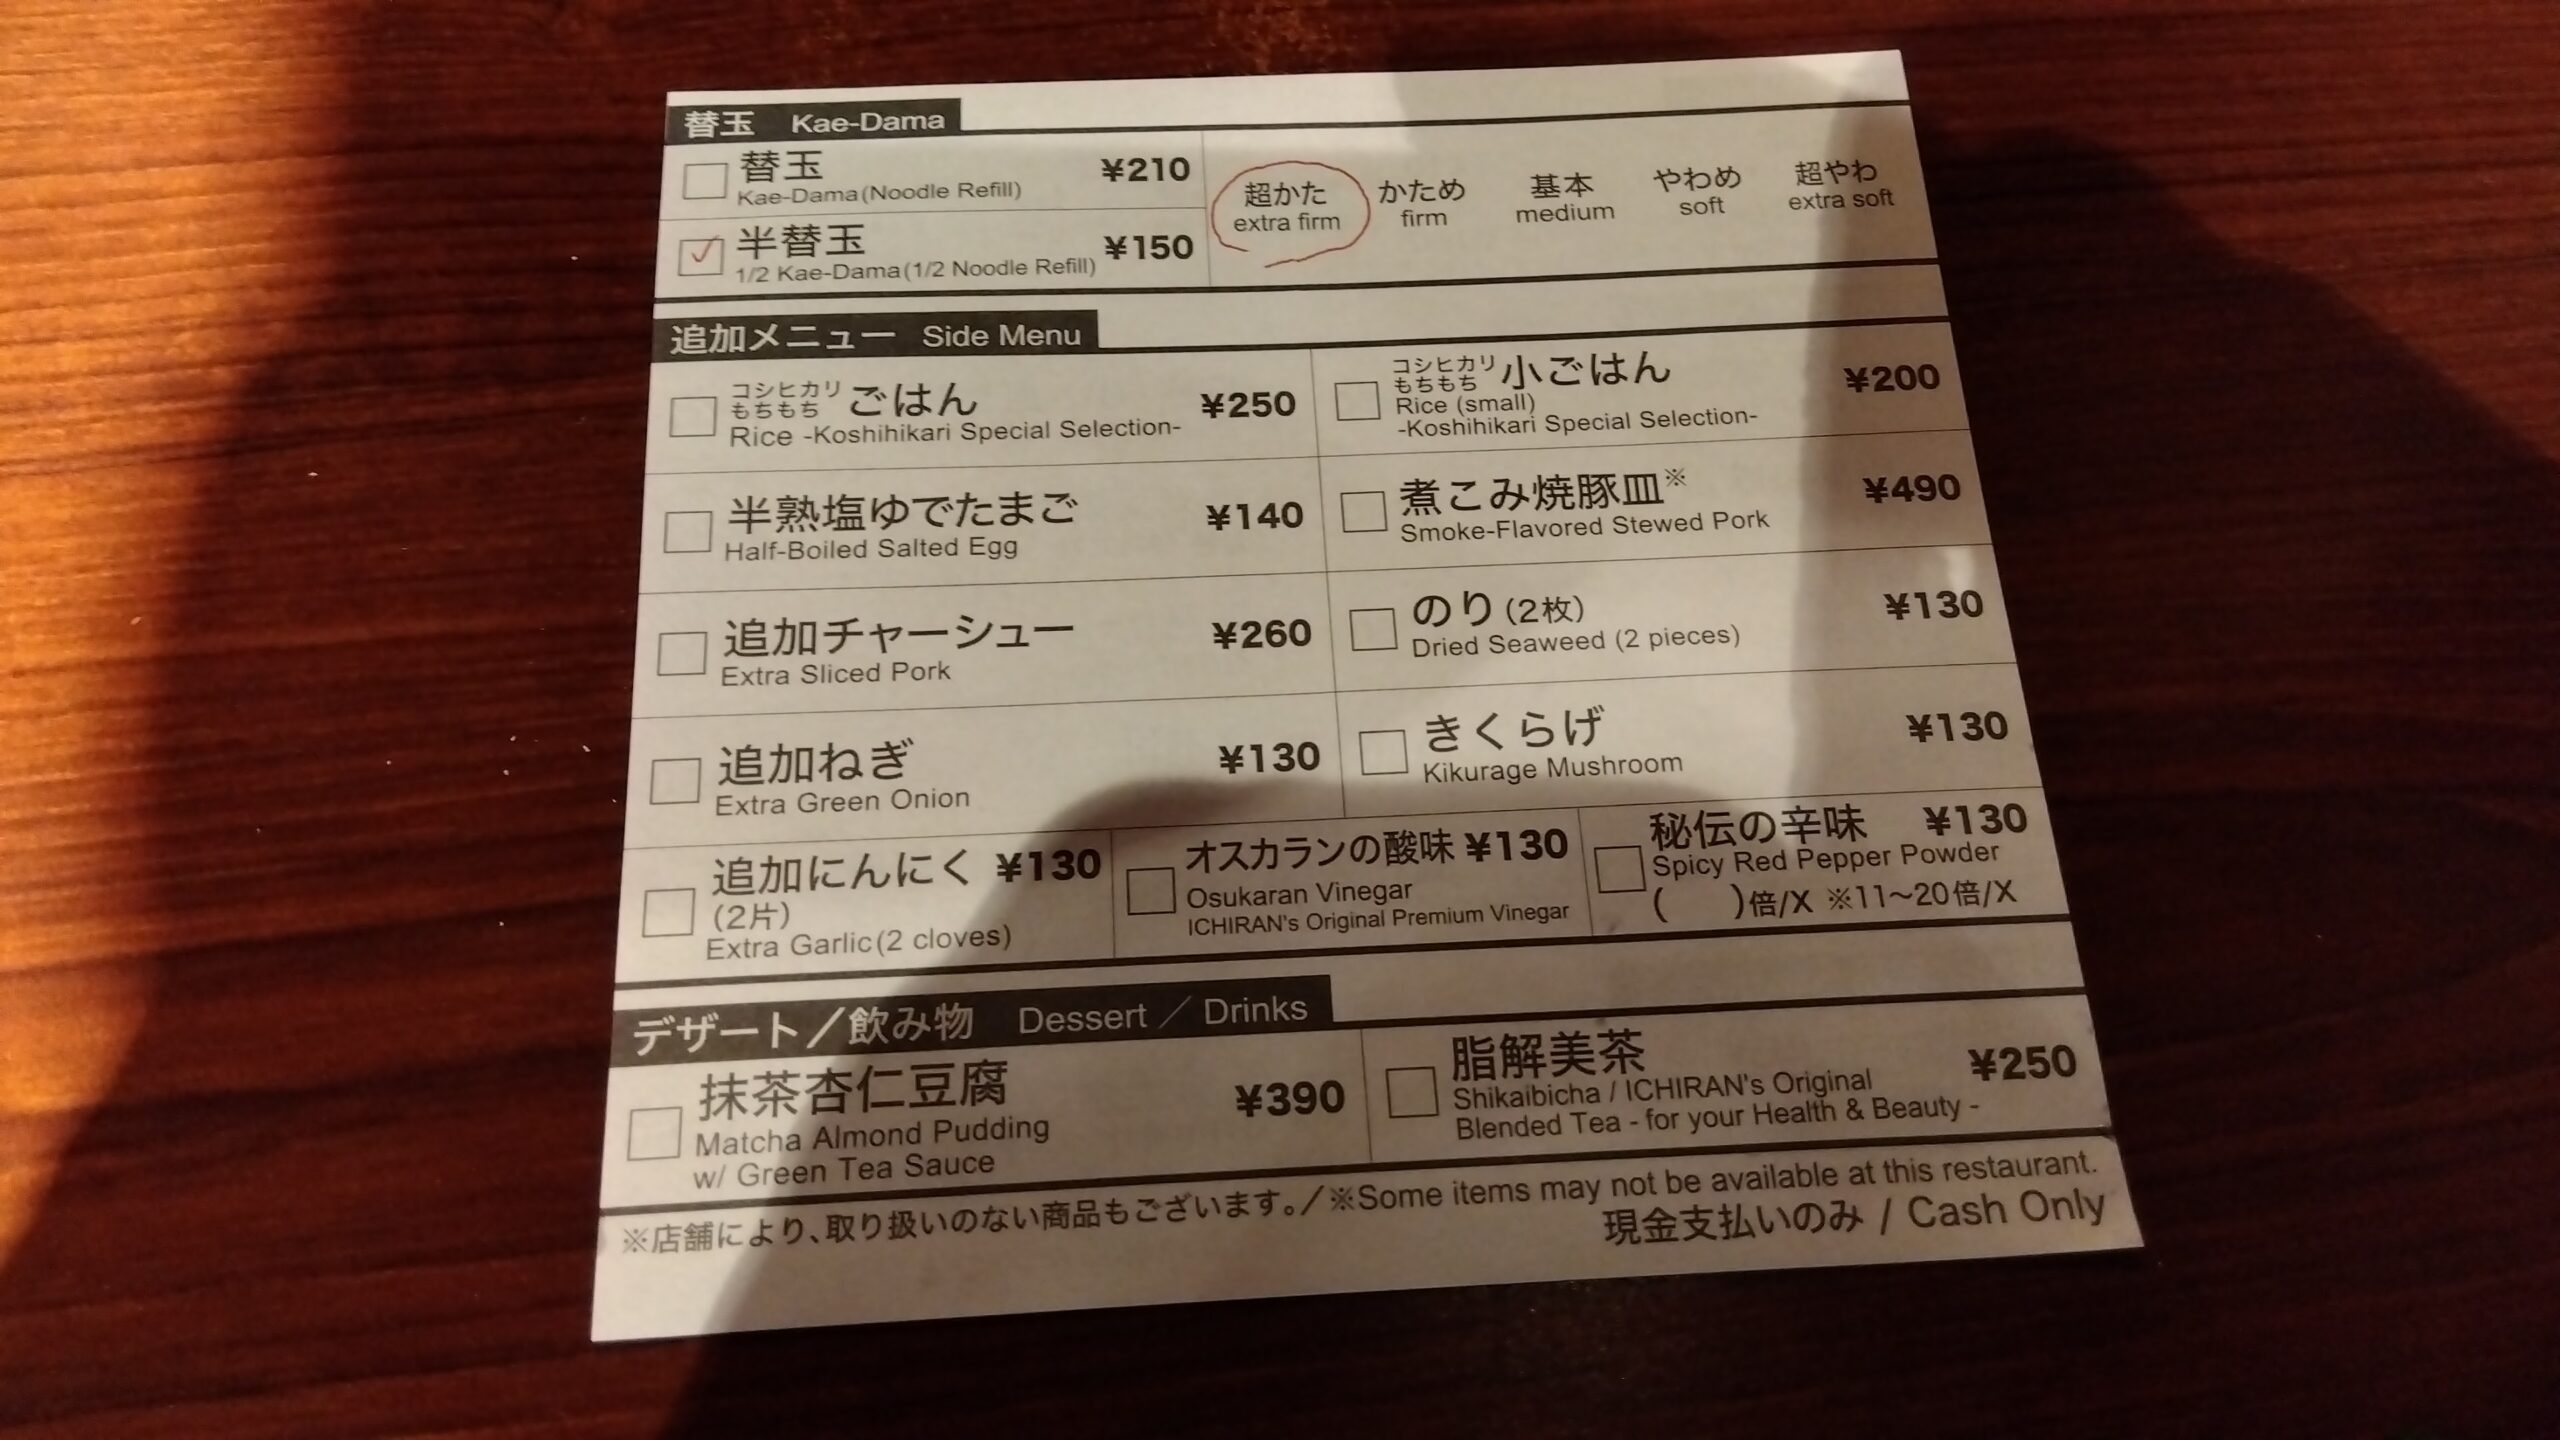 替玉 Kae-Dama
替玉 ¥210
Kae-Dama(Noodle Refill)
半替玉 ¥150
1/2 Kae-Dama(1/2 Noodle Refill)
超かた かため 基本 やわめ 超やわ
extra firm firm medium soft extra soft
追加メニュー Side Menu
コシヒカリ
もちもち ごはん ¥250
Rice -Koshihikari Special Selection-
コシヒカリ
もちもち 小ごはん ¥200
Rice (small)
-Koshihikari Special Selection-
半熟塩ゆでたまご ¥140
Half-Boiled Salted Egg
煮こみ焼豚皿※ ¥490
Smoke-Flavored Stewed Pork
追加チャーシュー ¥260
Extra Sliced Pork
のり(2枚) ¥130
Dried Seaweed (2 pieces)
追加ねぎ ¥130
Extra Green Onion
きくらげ ¥130
Kikurage Mushroom
追加にんにく ¥130
(2片)
Extra Garlic(2 cloves)
オスカランの酸味 ¥130
Osukaran Vinegar
ICHIRAN's Original Premium Vinegar
秘伝の辛味 ¥130
Spicy Red Pepper Powder
( )倍/X ※11〜20倍/X
デザート/飲み物 Dessert / Drinks
抹茶杏仁豆腐 ¥390
Matcha Almond Pudding
w/ Green Tea Sauce
脂解美茶 ¥250
Shikaibicha / ICHIRAN's Original
Blended Tea - for your Health & Beauty -
※店舗により、取り扱いのない商品もございます。/※Some items may not be available at this restaurant.
現金支払いのみ / Cash Only